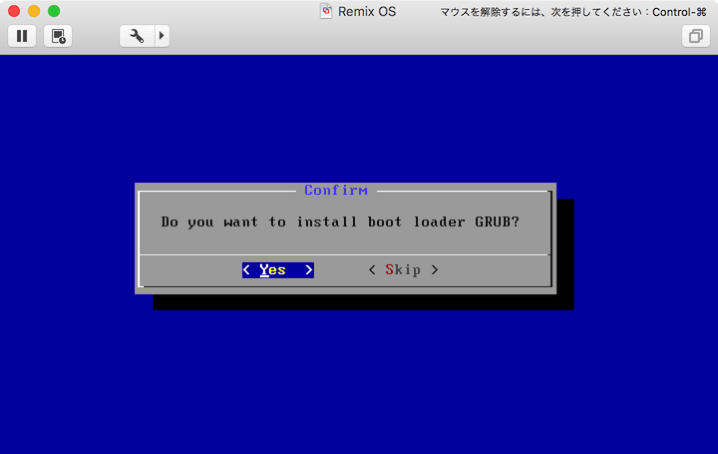 Remix OS
マウスを解除するには、次を押してください：Control-⌘
Confirm
Do you want to install boot loader GRUB?
< Yes > < Skip >